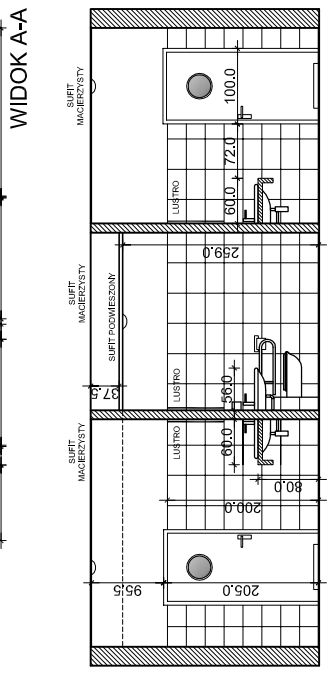 WIDOK A-A
SUFIT
MACIERZYSTY
SUFIT
MACIERZYSTY
SUFIT
MACIERZYSTY
SUFIT PODWIESZONY
LUSTRO
LUSTRO
LUSTRO
100.0
72.0
60.0
259.0
37.5
56.0
60.0
80.0
200.0
205.0
95.5